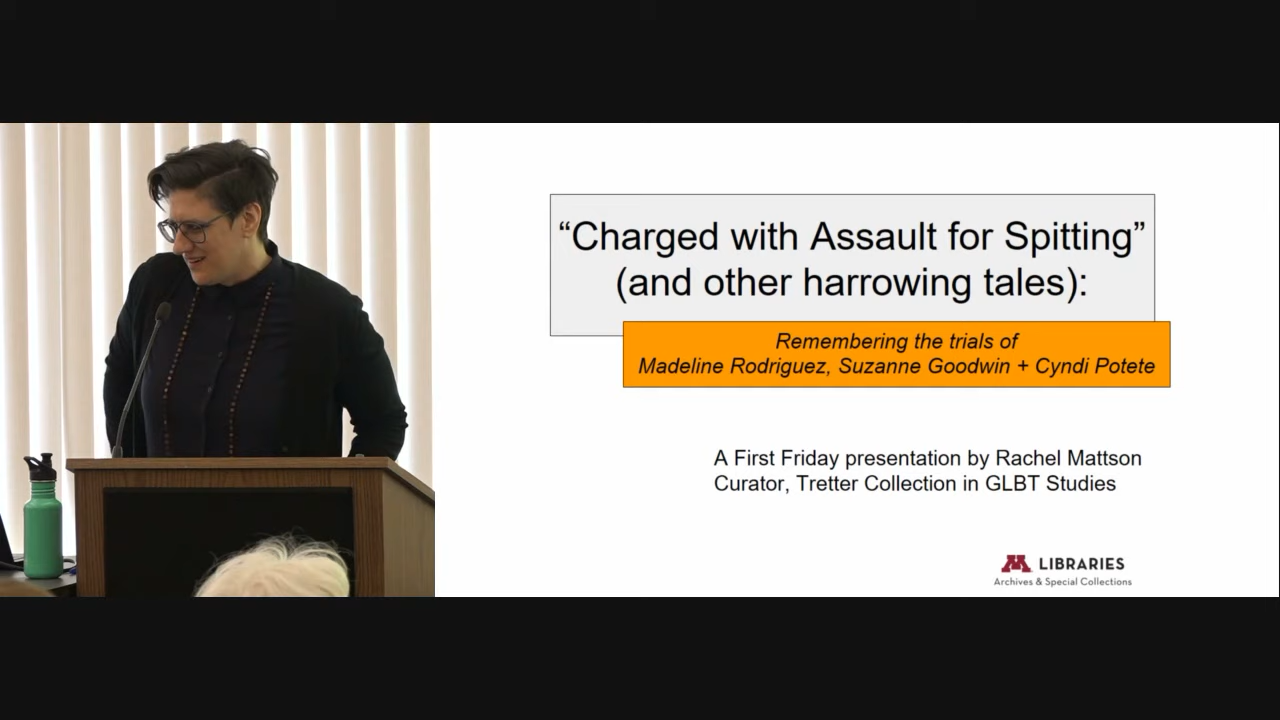 “Charged with Assault for Spitting”
(and other harrowing tales):
Remembering the trials of
Madeline Rodriguez, Suzanne Goodwin + Cyndi Potete
A First Friday presentation by Rachel Mattson
Curator, Tretter Collection in GLBT Studies
M LIBRARIES
Archives & Special Collections